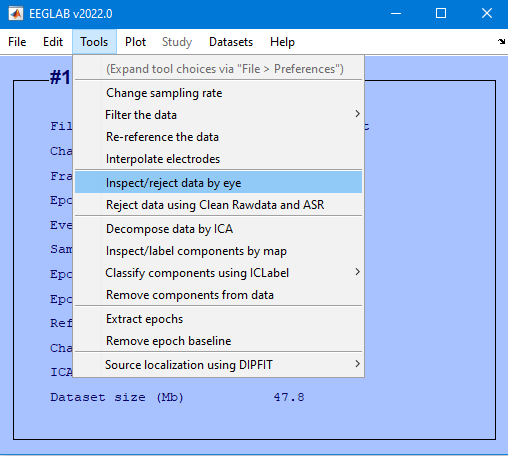 EEGLAB v2022.0
File Edit Tools Plot Study Datasets Help
#1
(Expand tool choices via "File > Preferences")
Change sampling rate
Filter the data
Re-reference the data
Interpolate electrodes
Inspect/reject data by eye
Reject data using Clean Rawdata and ASR
Decompose data by ICA
Inspect/label components by map
Classify components using ICLabel
Remove components from data
Extract epochs
Remove epoch baseline
Source localization using DIPFIT
Fil t
Cha
Fra
Epo
Eve
Sam
Epo
Epo
Ref
Cha
ICA
Dataset size (Mb) 47.8